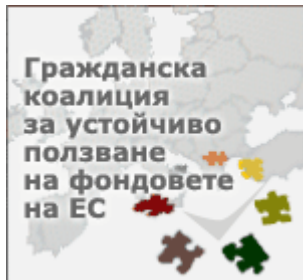 Гражданска
коалиция
за устойчиво
ползване
на фондовете
на ЕС